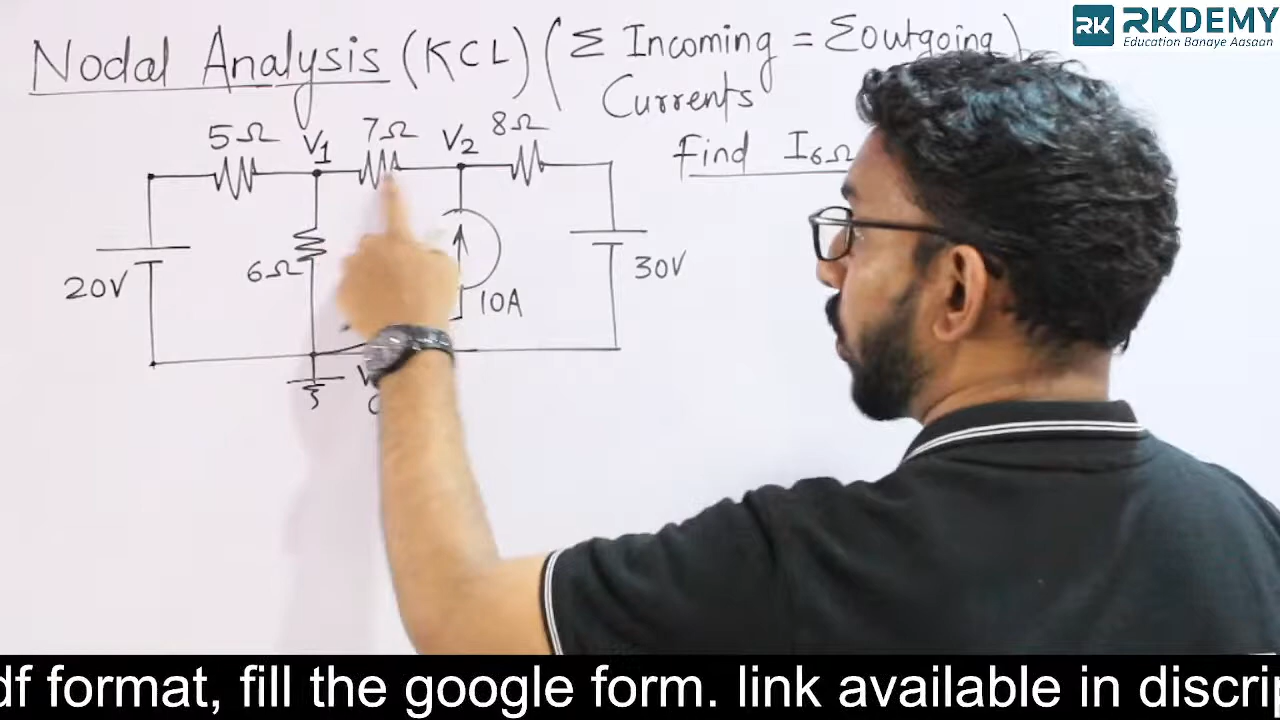 RK RKDEMY
Education Banaye Aasaan
Nodal Analysis (KCL) ( Σ Incoming = Σoutgoing )
Currents
find I6Ω
5Ω V1 7Ω V2 8Ω
20V 6Ω 10A 30V
df format, fill the google form. link available in discrip